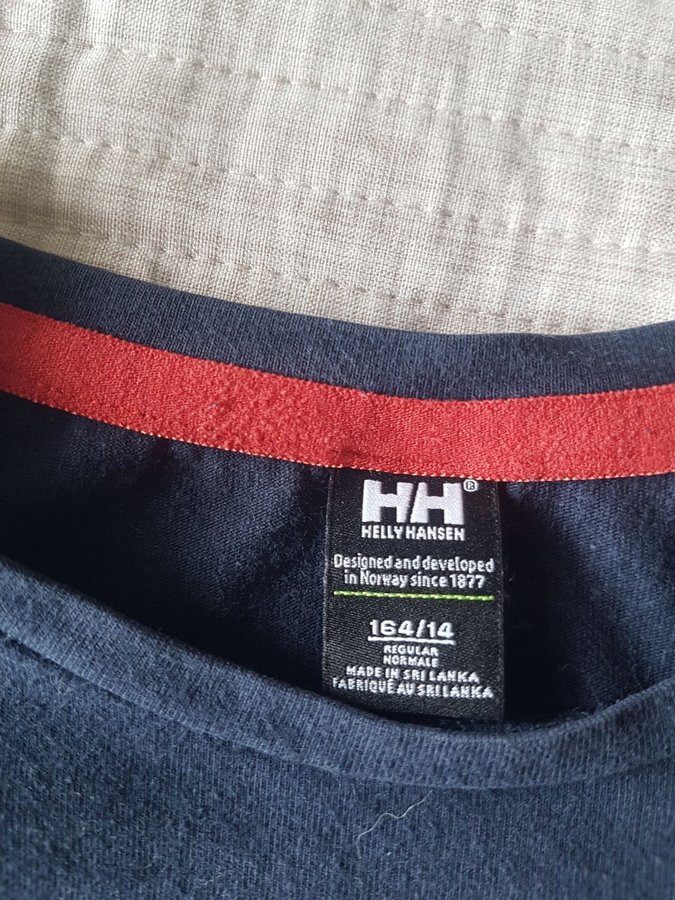 HH®
HELLY HANSEN
Designed and developed
in Norway since 1877
164/14
REGULAR
NORMALE
MADE IN SRI LANKA
FABRIQUÉ AU SRI LANKA